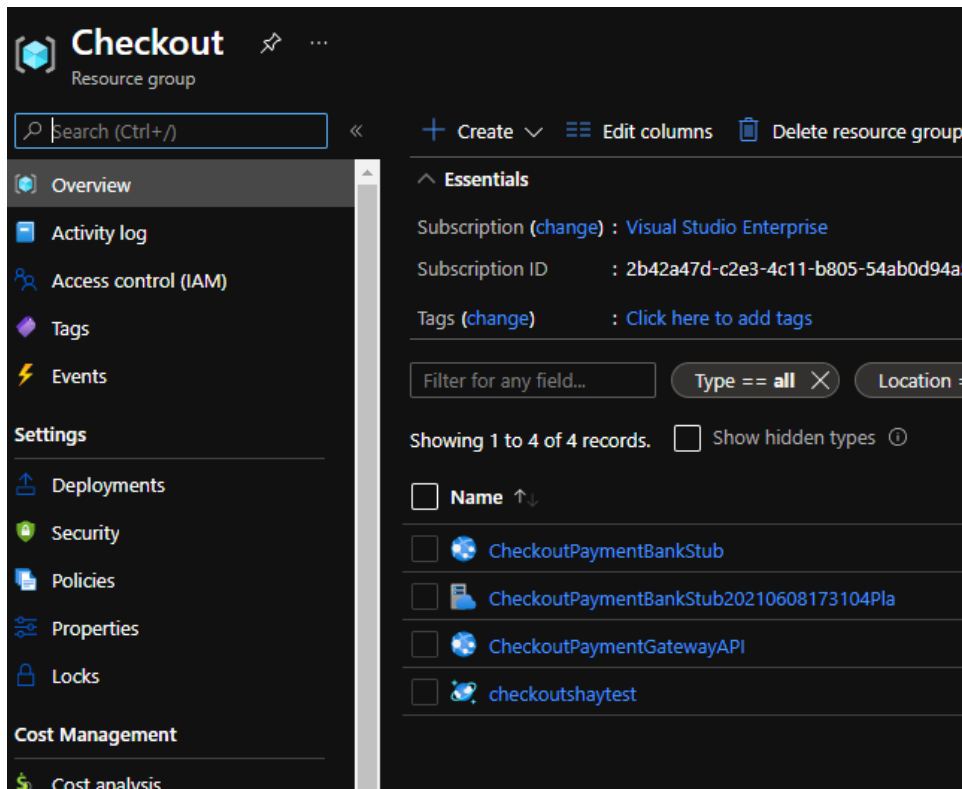 Checkout
Resource group
Search (Ctrl+/)
Overview
Activity log
Access control (IAM)
Tags
Events
Settings
Deployments
Security
Policies
Properties
Locks
Cost Management
Cost analysis
Create Edit columns Delete resource group
Essentials
Subscription (change) : Visual Studio Enterprise
Subscription ID : 2b42a47d-c2e3-4c11-b805-54ab0d94a
Tags (change) : Click here to add tags
Filter for any field... Type == all Location =
Showing 1 to 4 of 4 records. Show hidden types
Name
CheckoutPaymentBankStub
CheckoutPaymentBankStub20210608173104Pla
CheckoutPaymentGatewayAPI
checkoutshaytest